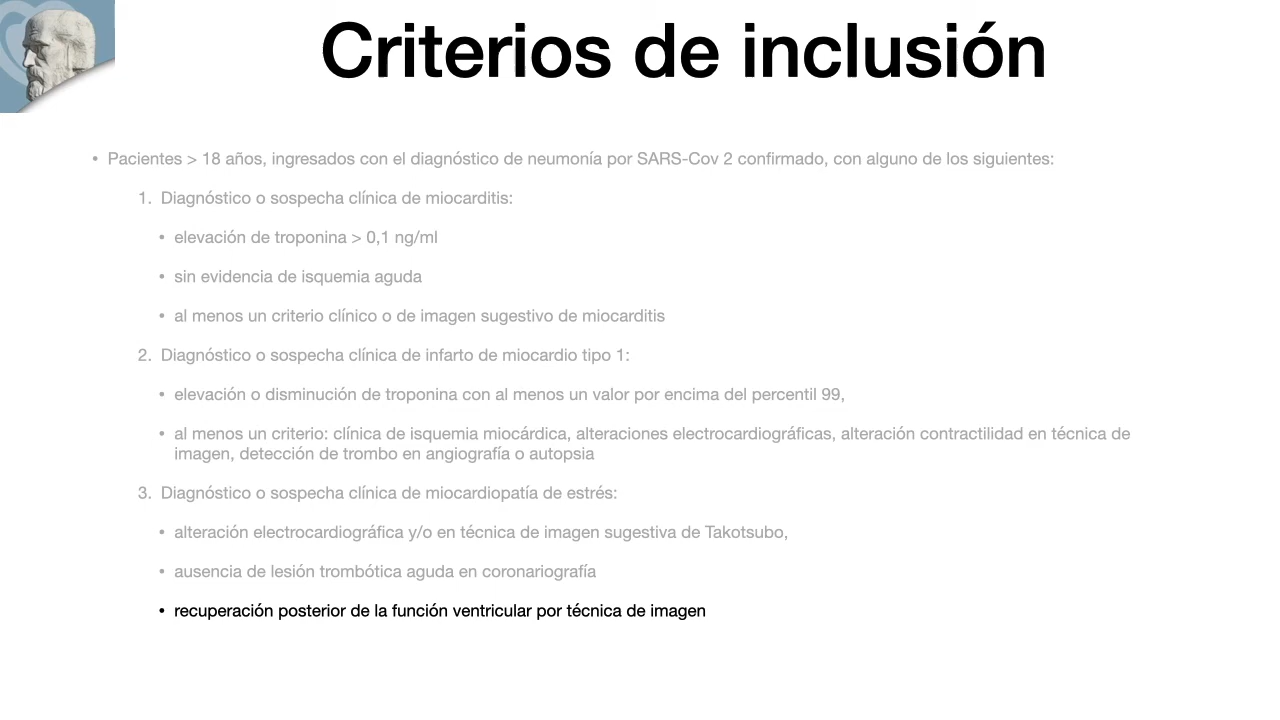 Criterios de inclusión
• Pacientes > 18 años, ingresados con el diagnóstico de neumonía por SARS-Cov 2 confirmado, con alguno de los siguientes:
1. Diagnóstico o sospecha clínica de miocarditis:
• elevación de troponina > 0,1 ng/ml
• sin evidencia de isquemia aguda
• al menos un criterio clínico o de imagen sugestivo de miocarditis
2. Diagnóstico o sospecha clínica de infarto de miocardio tipo 1:
• elevación o disminución de troponina con al menos un valor por encima del percentil 99,
• al menos un criterio: clínica de isquemia miocárdica, alteraciones electrocardiográficas, alteración contractilidad en técnica de
imagen, detección de trombo en angiografía o autopsia
3. Diagnóstico o sospecha clínica de miocardiopatía de estrés:
• alteración electrocardiográfica y/o en técnica de imagen sugestiva de Takotsubo,
• ausencia de lesión trombótica aguda en coronariografía
• recuperación posterior de la función ventricular por técnica de imagen